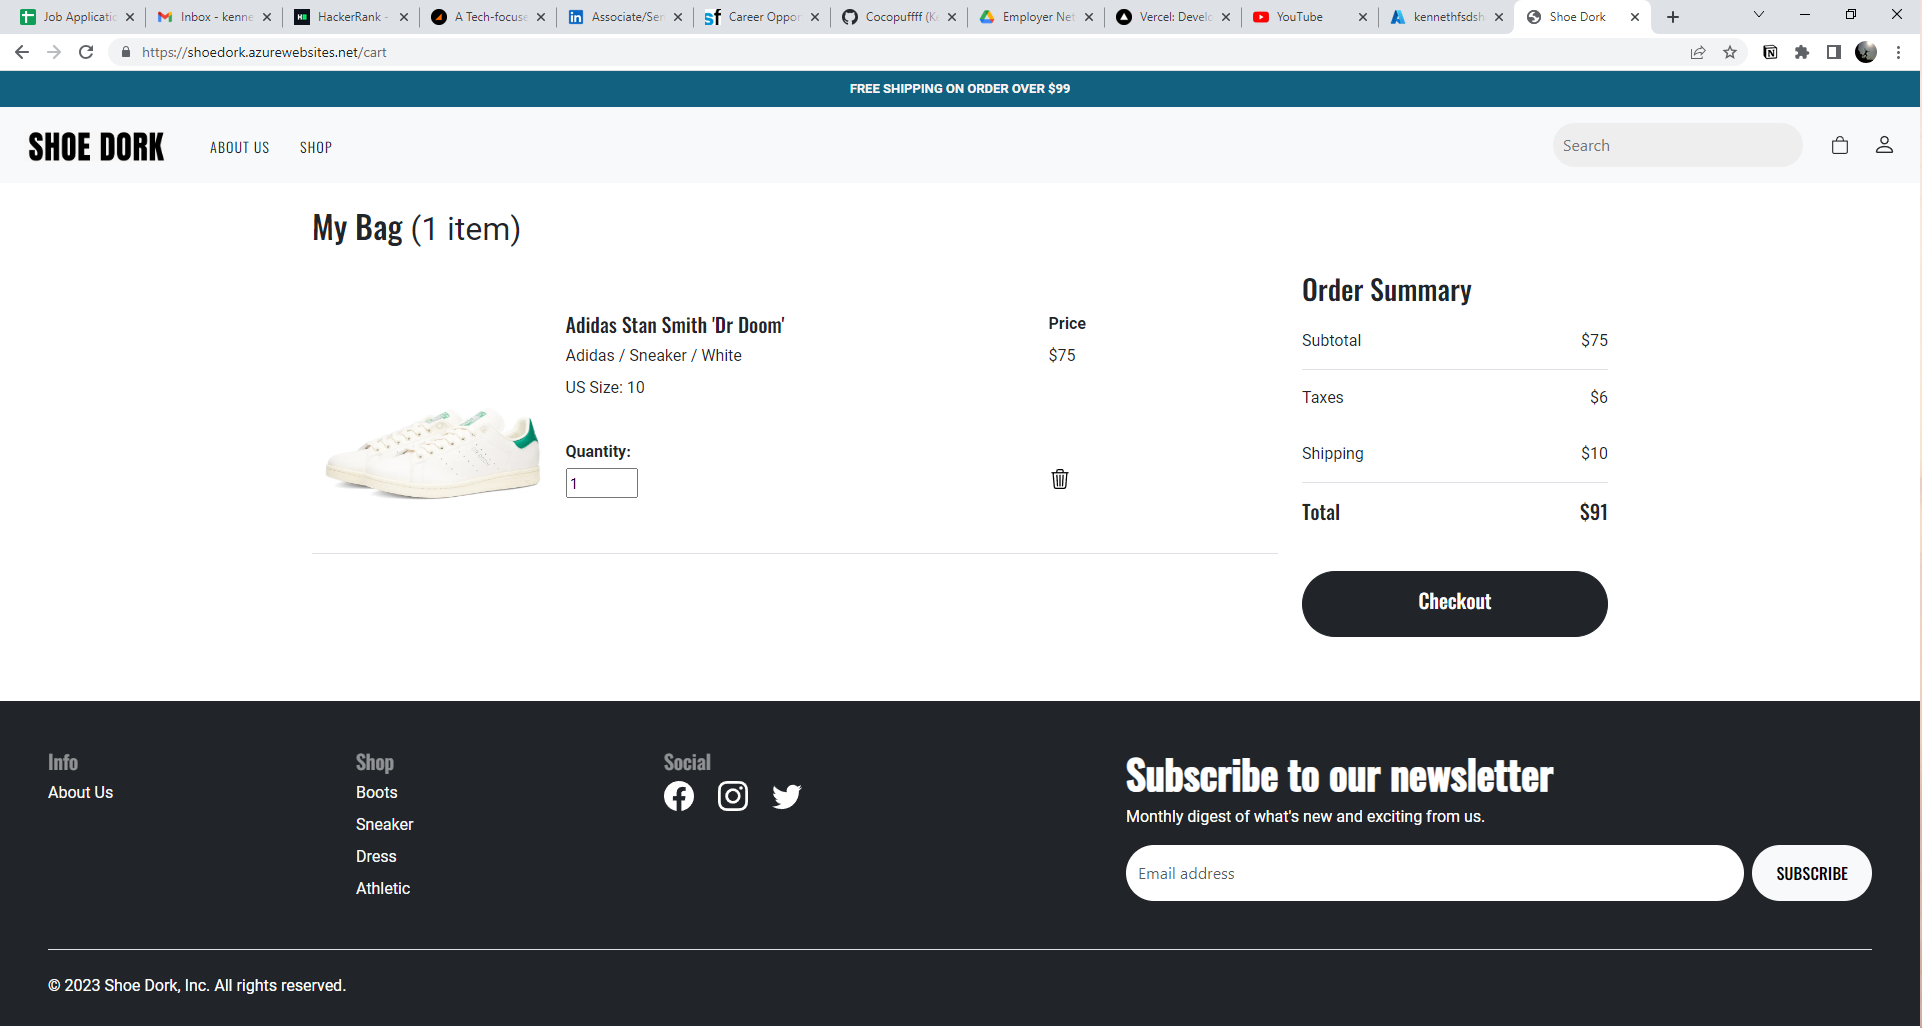 Job Applicatic
Inbox - kenne
HackerRank -
A Tech-focuse
Associate/Sen
Career Oppor
Cocopuffff (Ke
Employer Net
Vercel: Develo
YouTube
kennethfsdsh
Shoe Dork
https://shoedork.azurewebsites.net/cart
FREE SHIPPING ON ORDER OVER $99
SHOE DORK
ABOUT US
SHOP
Search
My Bag (1 item)
Adidas Stan Smith 'Dr Doom'
Adidas / Sneaker / White
US Size: 10
Quantity:
1
Price
$75
Order Summary
Subtotal $75
Taxes $6
Shipping $10
Total $91
Checkout
Info
About Us
Shop
Boots
Sneaker
Dress
Athletic
Social
Subscribe to our newsletter
Monthly digest of what's new and exciting from us.
Email address
SUBSCRIBE
© 2023 Shoe Dork, Inc. All rights reserved.